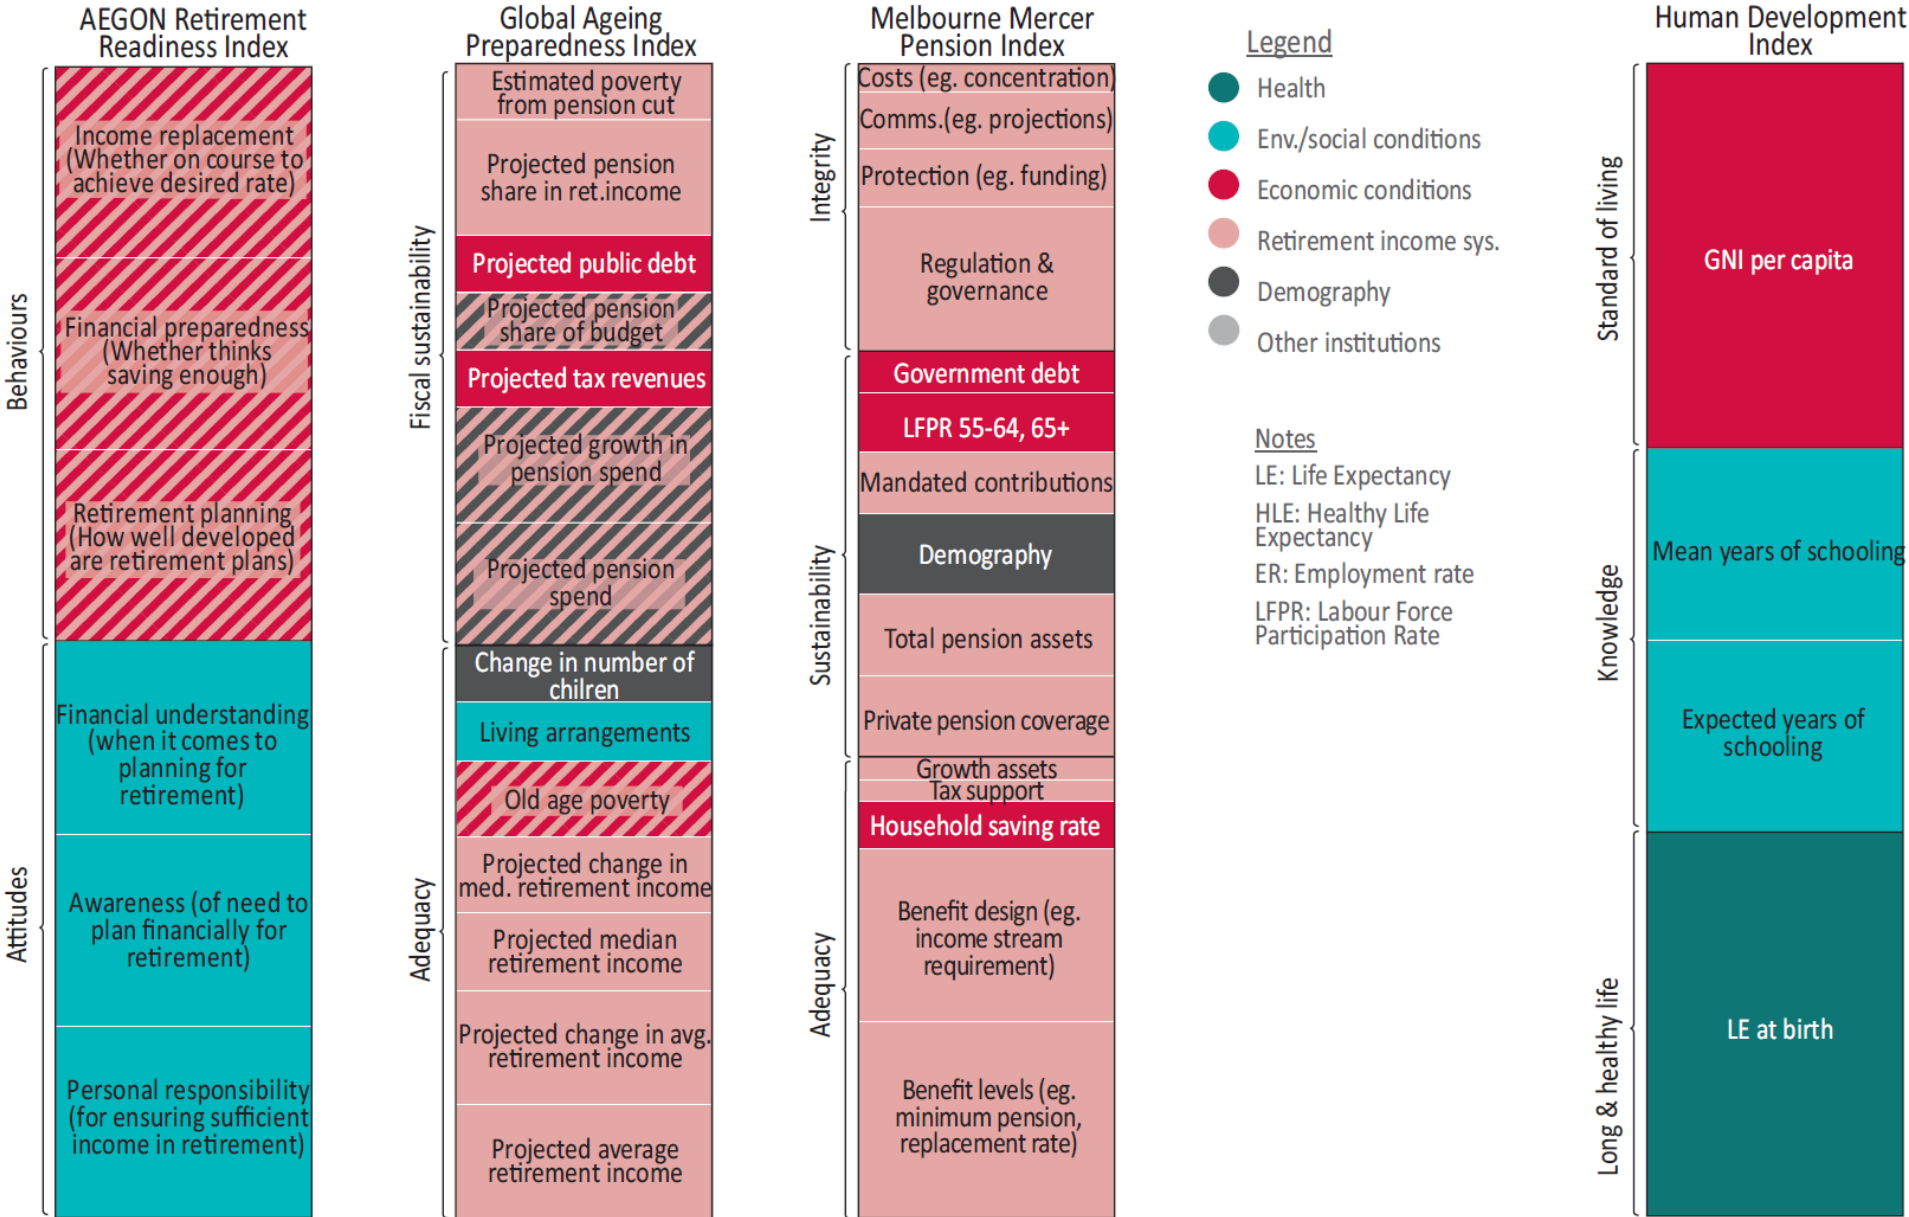 AEGON Retirement
Readiness Index
Behaviours
Income replacement
(Whether on course to
achieve desired rate)
Financial preparedness
(Whether thinks
saving enough)
Retirement planning
(How well developed
are retirement plans)
Attitudes
Financial understanding
(when it comes to
planning for
retirement)
Awareness (of need to
plan financially for
retirement)
Personal responsibility
(for ensuring sufficient
income in retirement)
Global Ageing
Preparedness Index
Fiscal sustainability
Estimated poverty
from pension cut
Projected pension
share in ret.income
Projected public debt
Projected pension
share of budget
Projected tax revenues
Projected growth in
pension spend
Projected pension
spend
Adequacy
Change in number of
chilren
Living arrangements
Old age poverty
Projected change in
med. retirement income
Projected median
retirement income
Projected change in avg.
retirement income
Projected average
retirement income
Melbourne Mercer
Pension Index
Integrity
Costs (eg. concentration)
Comms.(eg. projections)
Protection (eg. funding)
Regulation &
governance
Sustainability
Government debt
LFPR 55-64, 65+
Mandated contributions
Demography
Total pension assets
Private pension coverage
Adequacy
Growth assets
Tax support
Household saving rate
Benefit design (eg.
income stream
requirement)
Benefit levels (eg.
minimum pension,
replacement rate)
Legend
Health
Env./social conditions
Economic conditions
Retirement income sys.
Demography
Other institutions
Notes
LE: Life Expectancy
HLE: Healthy Life
Expectancy
ER: Employment rate
LFPR: Labour Force
Participation Rate
Human Development
Index
Standard of living
GNI per capita
Knowledge
Mean years of schooling
Expected years of
schooling
Long & healthy life
LE at birth